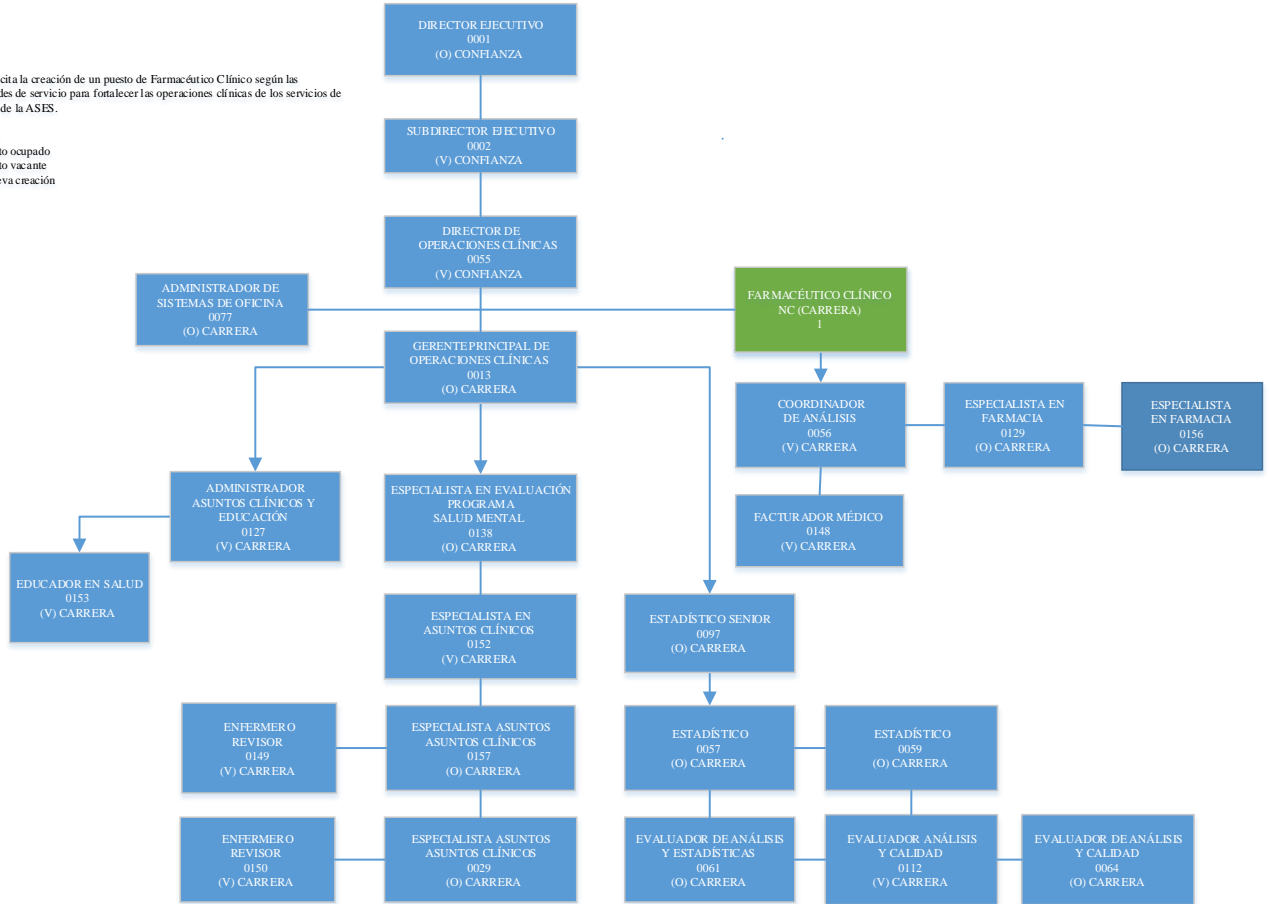 DIRECTOR EJECUTIVO
0001
(O) CONFIANZA
cita la creación de un puesto de Farmacéutico Clínico según las
des de servicio para fortalecer las operaciones clínicas de los servicios de
de la ASES.
to ocupado
to vacante
eva creación
SUBDIRECTOR EJECUTIVO
0002
(V) CONFIANZA
DIRECTOR DE
OPERACIONES CLÍNICAS
0055
(V) CONFIANZA
ADMINISTRADOR DE
SISTEMAS DE OFICINA
0077
(O) CARRERA
FARMACÉUTICO CLÍNICO
NC (CARRERA)
1
GERENTE PRINCIPAL DE
OPERACIONES CLÍNICAS
0013
(O) CARRERA
COORDINADOR
DE ANÁLISIS
0056
(V) CARRERA
ESPECIALISTA EN
FARMACIA
0129
(O) CARRERA
ESPECIALISTA
EN FARMACIA
0156
(O) CARRERA
ADMINISTRADOR
ASUNTOS CLÍNICOS Y
EDUCACIÓN
0127
(V) CARRERA
ESPECIALISTA EN EVALUACIÓN
PROGRAMA
SALUD MENTAL
0138
(O) CARRERA
FACTURADOR MÉDICO
0148
(V) CARRERA
EDUCADOR EN SALUD
0153
(V) CARRERA
ESPECIALISTA EN
ASUNTOS CLÍNICOS
0152
(V) CARRERA
ESTADÍSTICO SENIOR
0097
(O) CARRERA
ENFERMERO
REVISOR
0149
(V) CARRERA
ESPECIALISTA ASUNTOS
ASUNTOS CLÍNICOS
0157
(O) CARRERA
ESTADÍSTICO
0057
(O) CARRERA
ESTADÍSTICO
0059
(O) CARRERA
ENFERMERO
REVISOR
0150
(V) CARRERA
ESPECIALISTA ASUNTOS
ASUNTOS CLÍNICOS
0029
(O) CARRERA
EVALUADOR DE ANÁLISIS
Y ESTADÍSTICAS
0061
(O) CARRERA
EVALUADOR ANÁLISIS
Y CALIDAD
0112
(V) CARRERA
EVALUADOR DE ANÁLISIS
Y CALIDAD
0064
(O) CARRERA